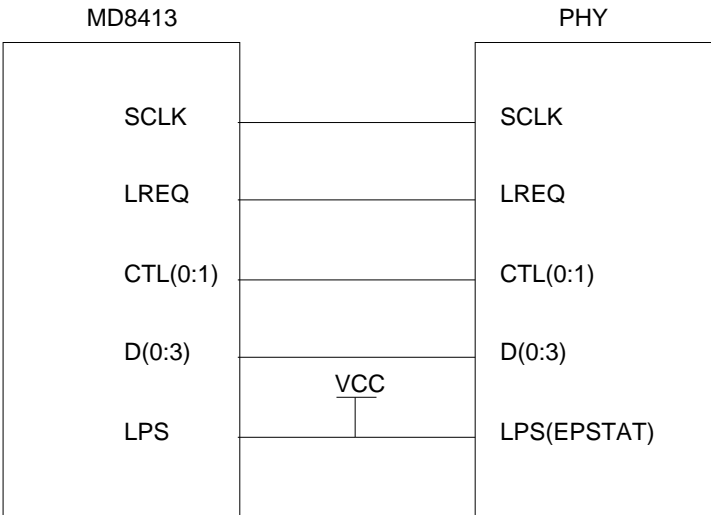 MD8413 PHY
SCLK SCLK
LREQ LREQ
CTL(0:1) CTL(0:1)
D(0:3) D(0:3)
VCC
LPS LPS(EPSTAT)